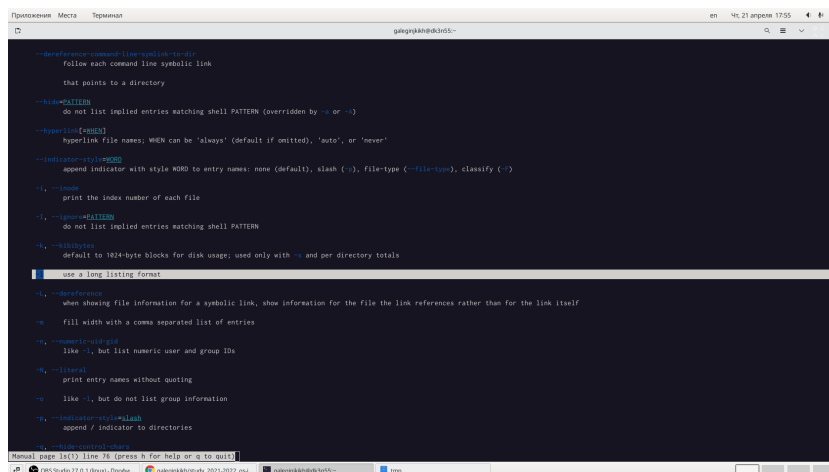 Приложения Места Терминал en Чт, 21 апреля 17:55
galeginjkikh@dk3n55:~
--dereference-command-line-symlink-to-dir
follow each command line symbolic link
that points to a directory
--hide=PATTERN
do not list implied entries matching shell PATTERN (overridden by -a or -A)
--hyperlink[=WHEN]
hyperlink file names; WHEN can be 'always' (default if omitted), 'auto', or 'never'
--indicator-style=WORD
append indicator with style WORD to entry names: none (default), slash (-p), file-type (--file-type), classify (-F)
-i, --inode
print the index number of each file
-I, --ignore=PATTERN
do not list implied entries matching shell PATTERN
-k, --kibibytes
default to 1024-byte blocks for disk usage; used only with -s and per directory totals
-l use a long listing format
-L, --dereference
when showing file information for a symbolic link, show information for the file the link references rather than for the link itself
-m fill width with a comma separated list of entries
-n, --numeric-uid-gid
like -l, but list numeric user and group IDs
-N, --literal
print entry names without quoting
-o like -l, but do not list group information
-p, --indicator-style=slash
append / indicator to directories
-q, --hide-control-chars
Manual page ls(1) line 76 (press h for help or q to quit)
OBS Studio 27.0.1 (linux) - Профи... galeginjkikh/study_2021-2022_os-i... galeginjkikh@dk3n55:~ tmp